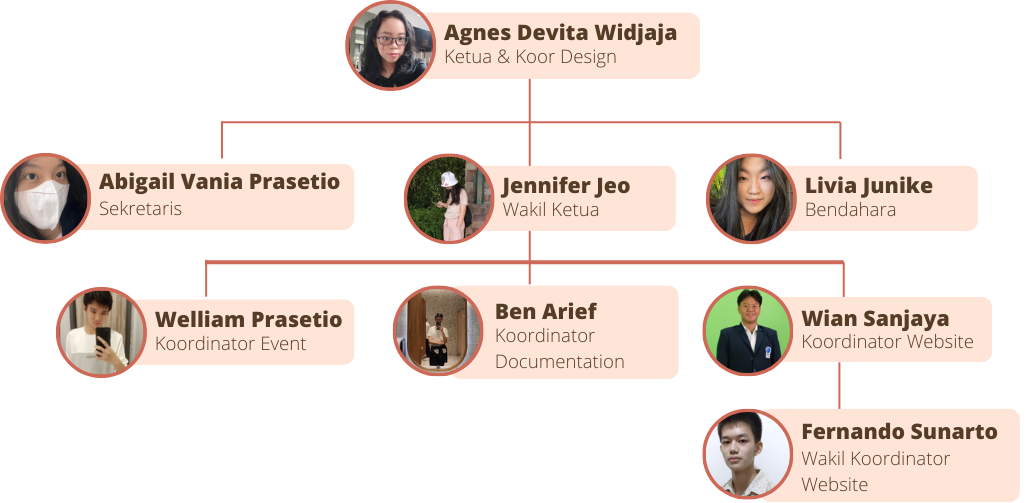 Agnes Devita Widjaja
Ketua & Koor Design
Abigail Vania Prasetio
Sekretaris
Jennifer Jeo
Wakil Ketua
Livia Junike
Bendahara
Welliam Prasetio
Koordinator Event
Ben Arief
Koordinator
Documentation
Wian Sanjaya
Koordinator Website
Fernando Sunarto
Wakil Koordinator
Website